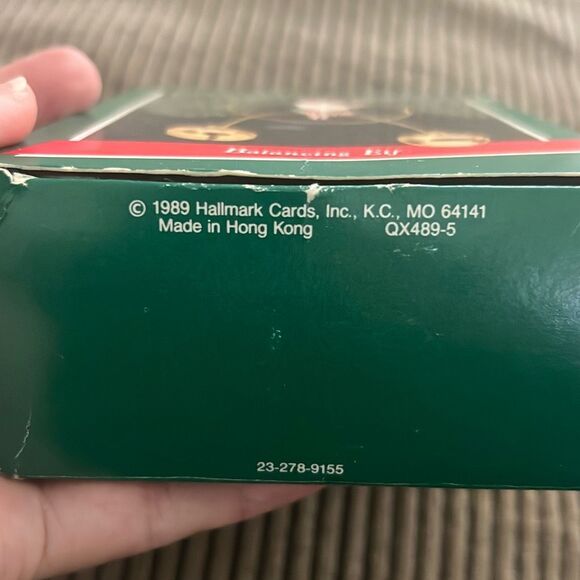 Balancing Elf
© 1989 Hallmark Cards, Inc., K.C., MO 64141
Made in Hong Kong QX489-5
23-278-9155